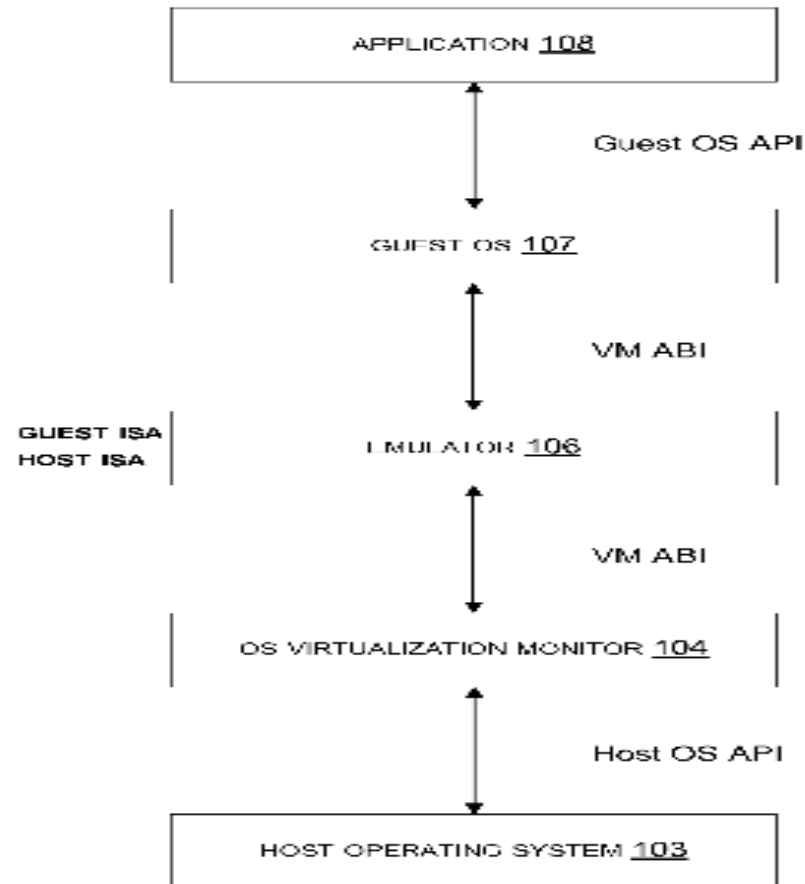 APPLICATION 108
Guest OS API
GUEST OS 107
VM ABI
GUEST ISA
HOST ISA
EMULATOR 106
VM ABI
OS VIRTUALIZATION MONITOR 104
Host OS API
HOST OPERATING SYSTEM 103